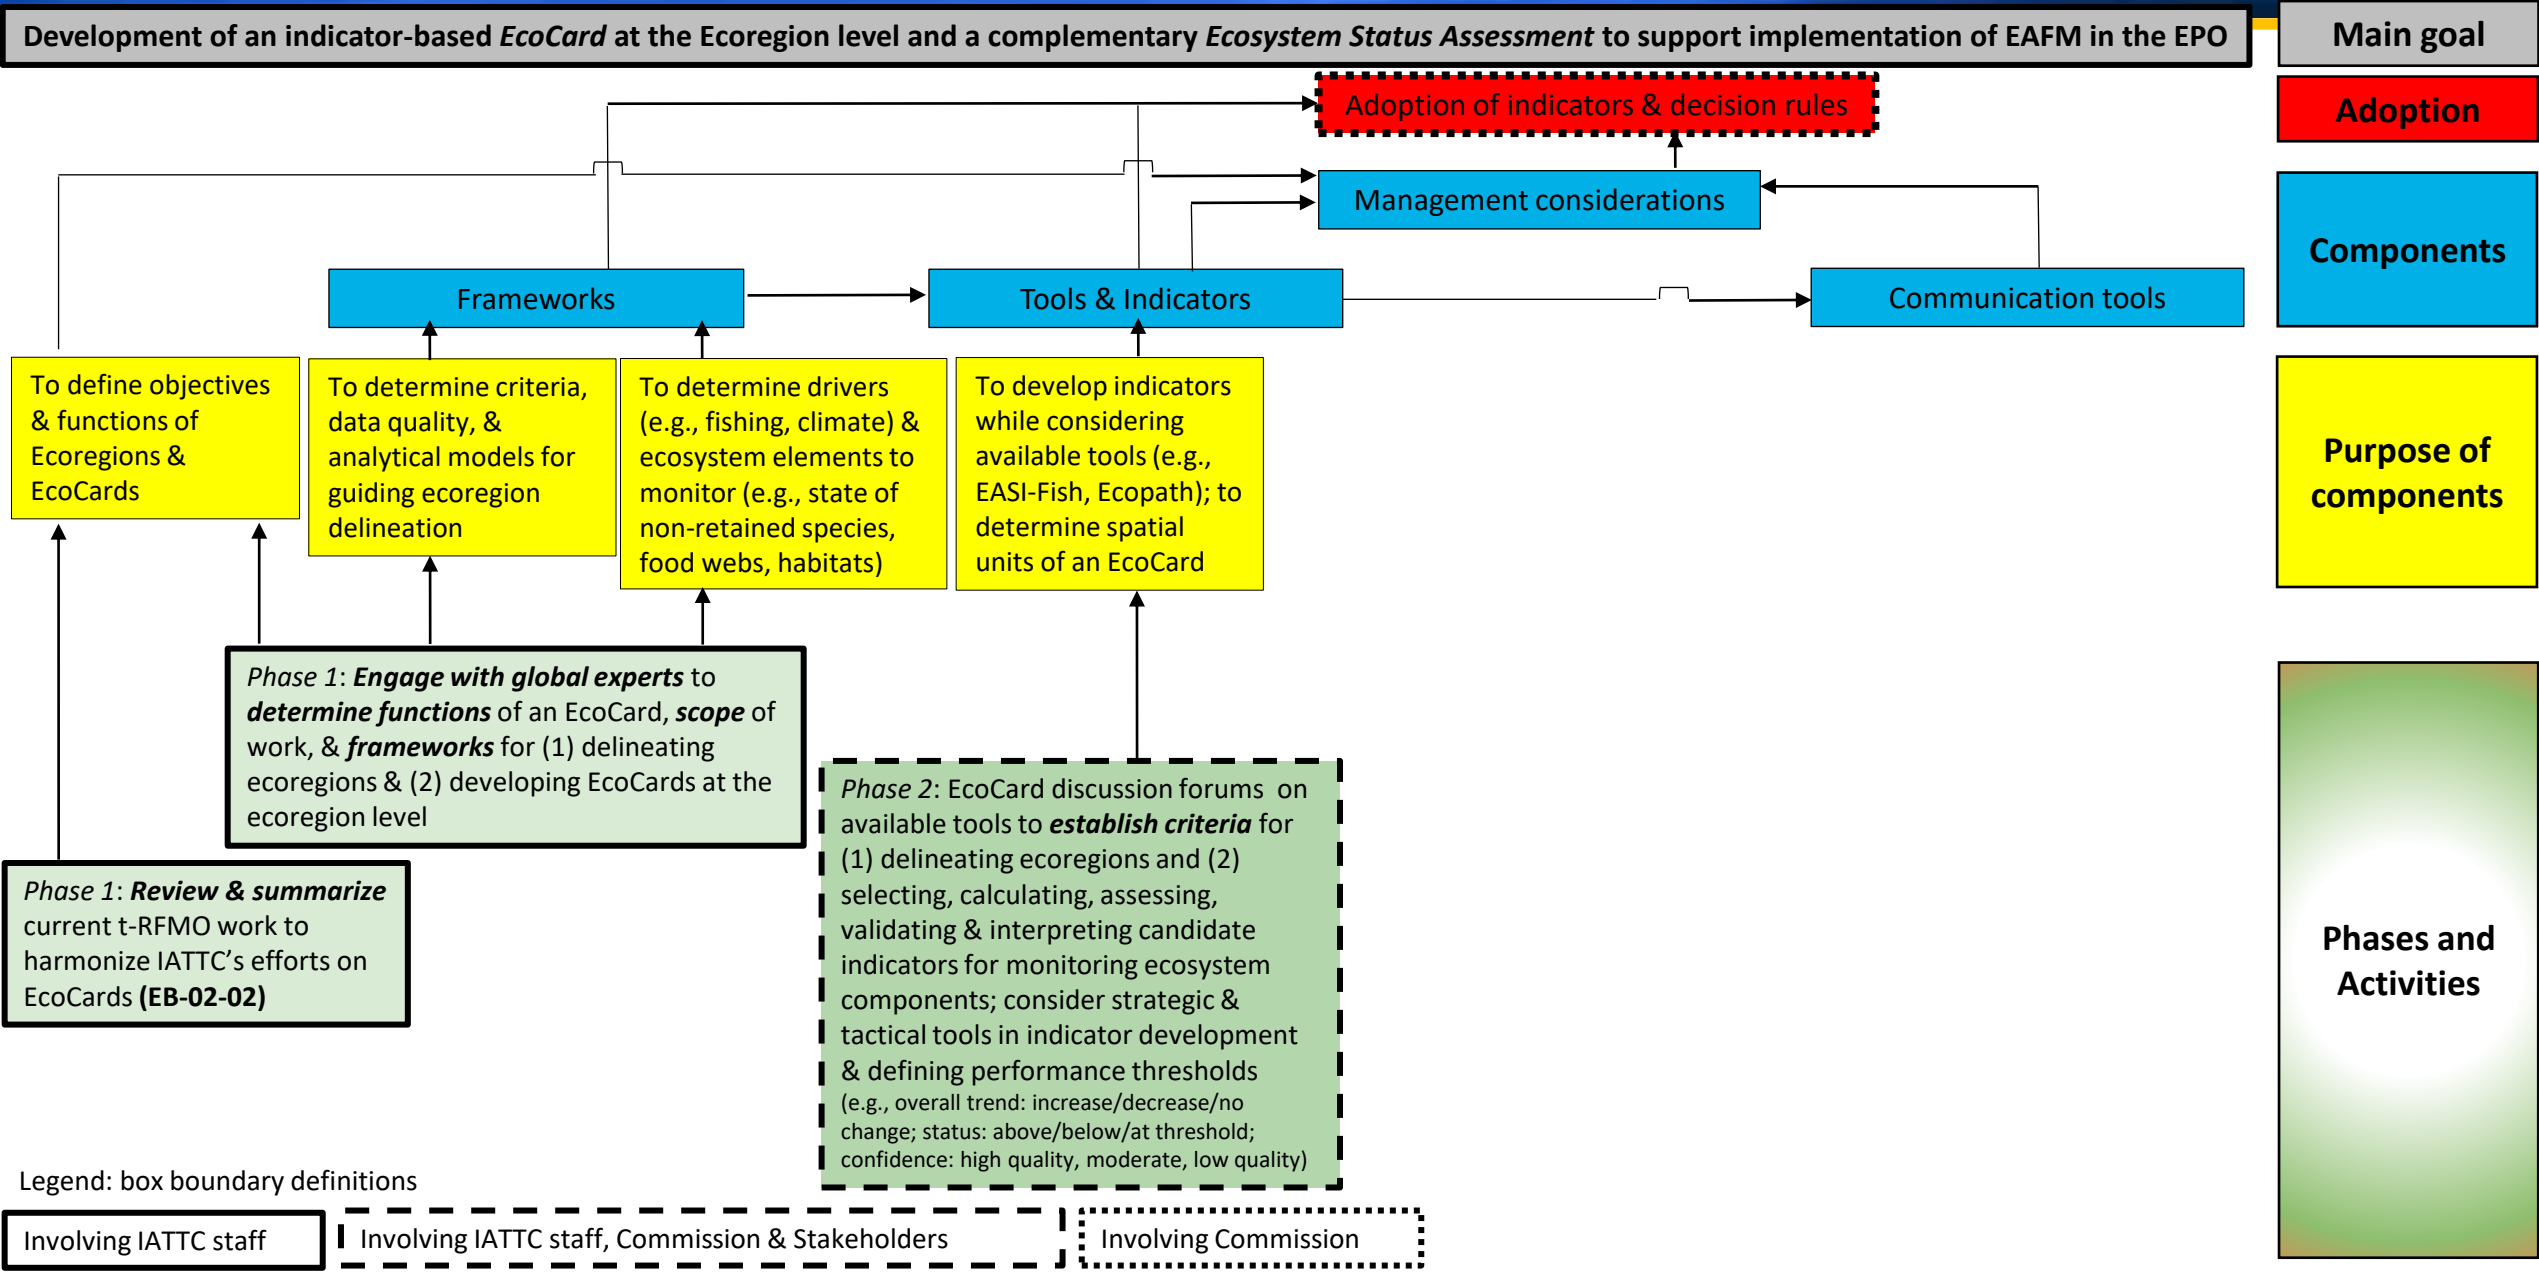 Development of an indicator-based EcoCard at the Ecoregion level and a complementary Ecosystem Status Assessment to support implementation of EAFM in the EPO
Main goal
Adoption of indicators & decision rules
Adoption
Management considerations
Components
Frameworks
Tools & Indicators
Communication tools
To define objectives
& functions of
Ecoregions &
EcoCards
To determine criteria,
data quality, &
analytical models for
guiding ecoregion
delineation
To determine drivers
(e.g., fishing, climate) &
ecosystem elements to
monitor (e.g., state of
non-retained species,
food webs, habitats)
To develop indicators
while considering
available tools (e.g.,
EASI-Fish, Ecopath); to
determine spatial
units of an EcoCard
Purpose of
components
Phase 1: Engage with global experts to
determine functions of an EcoCard, scope of
work, & frameworks for (1) delineating
ecoregions & (2) developing EcoCards at the
ecoregion level
Phase 1: Review & summarize
current t-RFMO work to
harmonize IATTC's efforts on
EcoCards (EB-02-02)
Phase 2: EcoCard discussion forums on
available tools to establish criteria for
(1) delineating ecoregions and (2)
selecting, calculating, assessing,
validating & interpreting candidate
indicators for monitoring ecosystem
components; consider strategic &
tactical tools in indicator development
& defining performance thresholds
(e.g., overall trend: increase/decrease/no
change; status: above/below/at threshold;
confidence: high quality, moderate, low quality)
Phases and
Activities
Legend: box boundary definitions
Involving IATTC staff
Involving IATTC staff, Commission & Stakeholders
Involving Commission